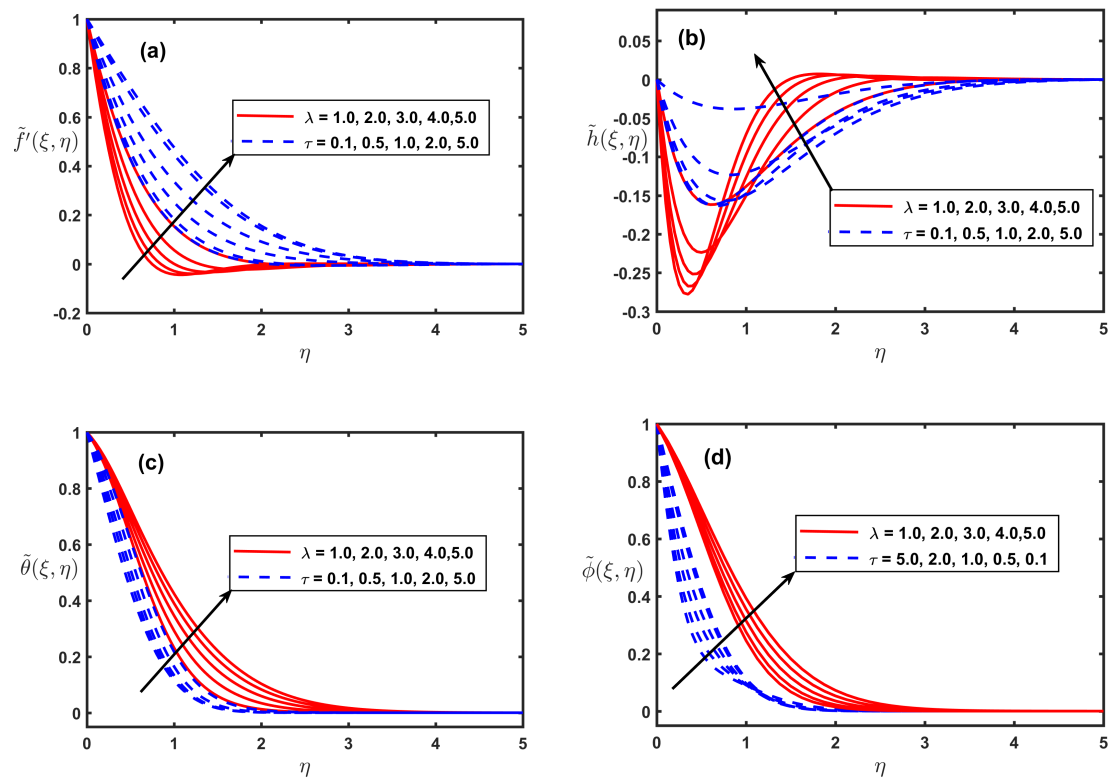 (a)
1
0.8
0.6
0.4
0.2
0
-0.2
f̃′(ξ, η)
λ = 1.0, 2.0, 3.0, 4.0,5.0
τ = 0.1, 0.5, 1.0, 2.0, 5.0
0 1 2 3 4 5
η
(b)
0.05
0
-0.05
-0.1
-0.15
-0.2
-0.25
-0.3
h̃(ξ, η)
λ = 1.0, 2.0, 3.0, 4.0,5.0
τ = 0.1, 0.5, 1.0, 2.0, 5.0
0 1 2 3 4 5
η
(c)
1
0.8
0.6
0.4
0.2
0
θ̃(ξ, η)
λ = 1.0, 2.0, 3.0, 4.0,5.0
τ = 0.1, 0.5, 1.0, 2.0, 5.0
0 1 2 3 4 5
η
(d)
1
0.8
0.6
0.4
0.2
0
ϕ̃(ξ, η)
λ = 1.0, 2.0, 3.0, 4.0,5.0
τ = 5.0, 2.0, 1.0, 0.5, 0.1
0 1 2 3 4 5
η